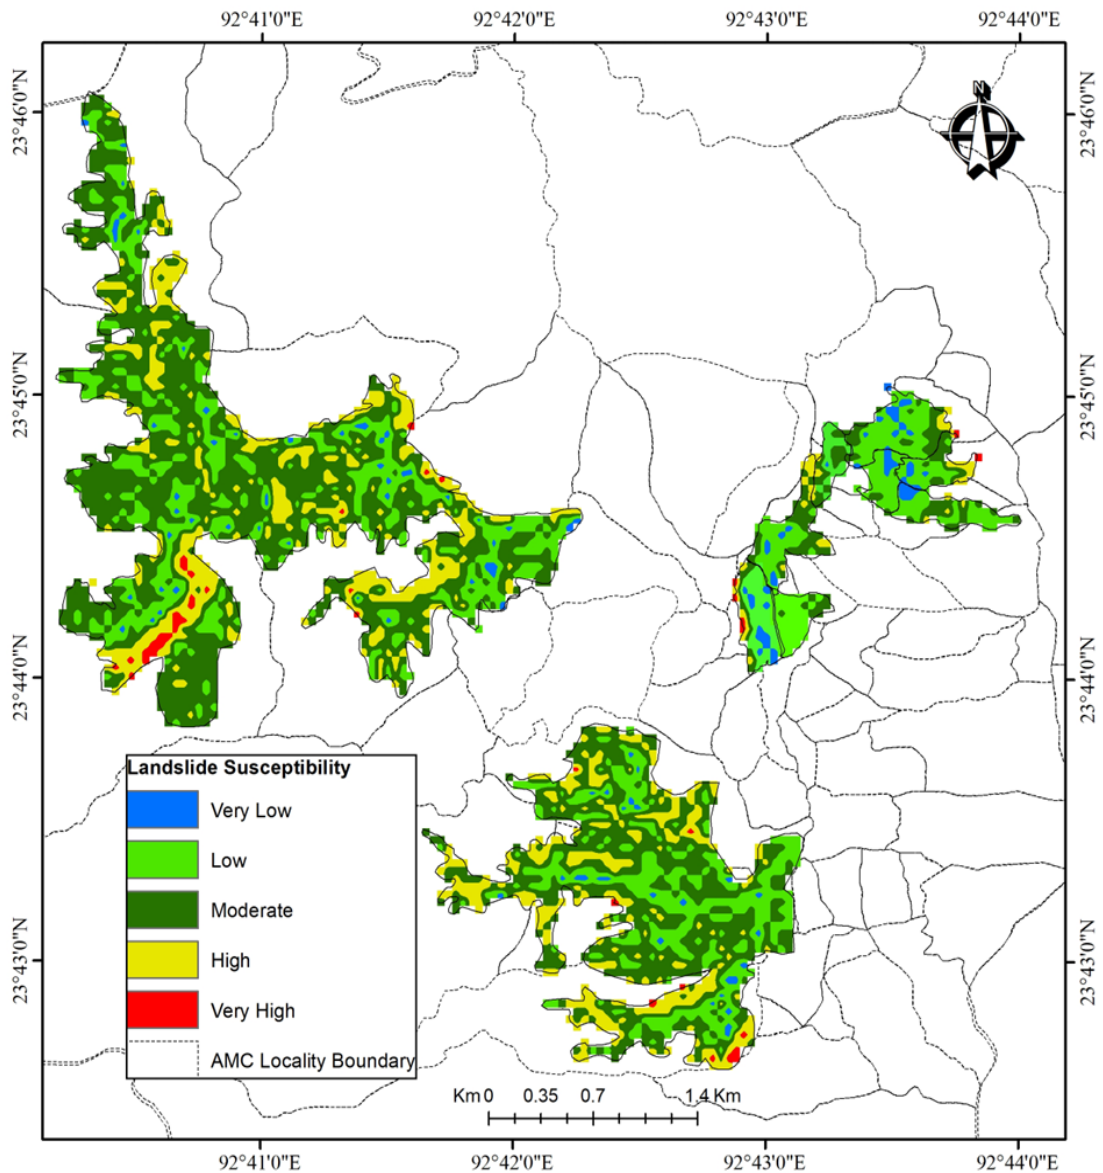 92°41'0"E 92°42'0"E 92°43'0"E 92°44'0"E
N
23°46'0"N 23°46'0"N
23°45'0"N 23°45'0"N
23°44'0"N 23°44'0"N
Landslide Susceptibility
Very Low
Low
Moderate
High
Very High
AMC Locality Boundary
23°43'0"N 23°43'0"N
Km 0 0.35 0.7 1.4 Km
92°41'0"E 92°42'0"E 92°43'0"E 92°44'0"E